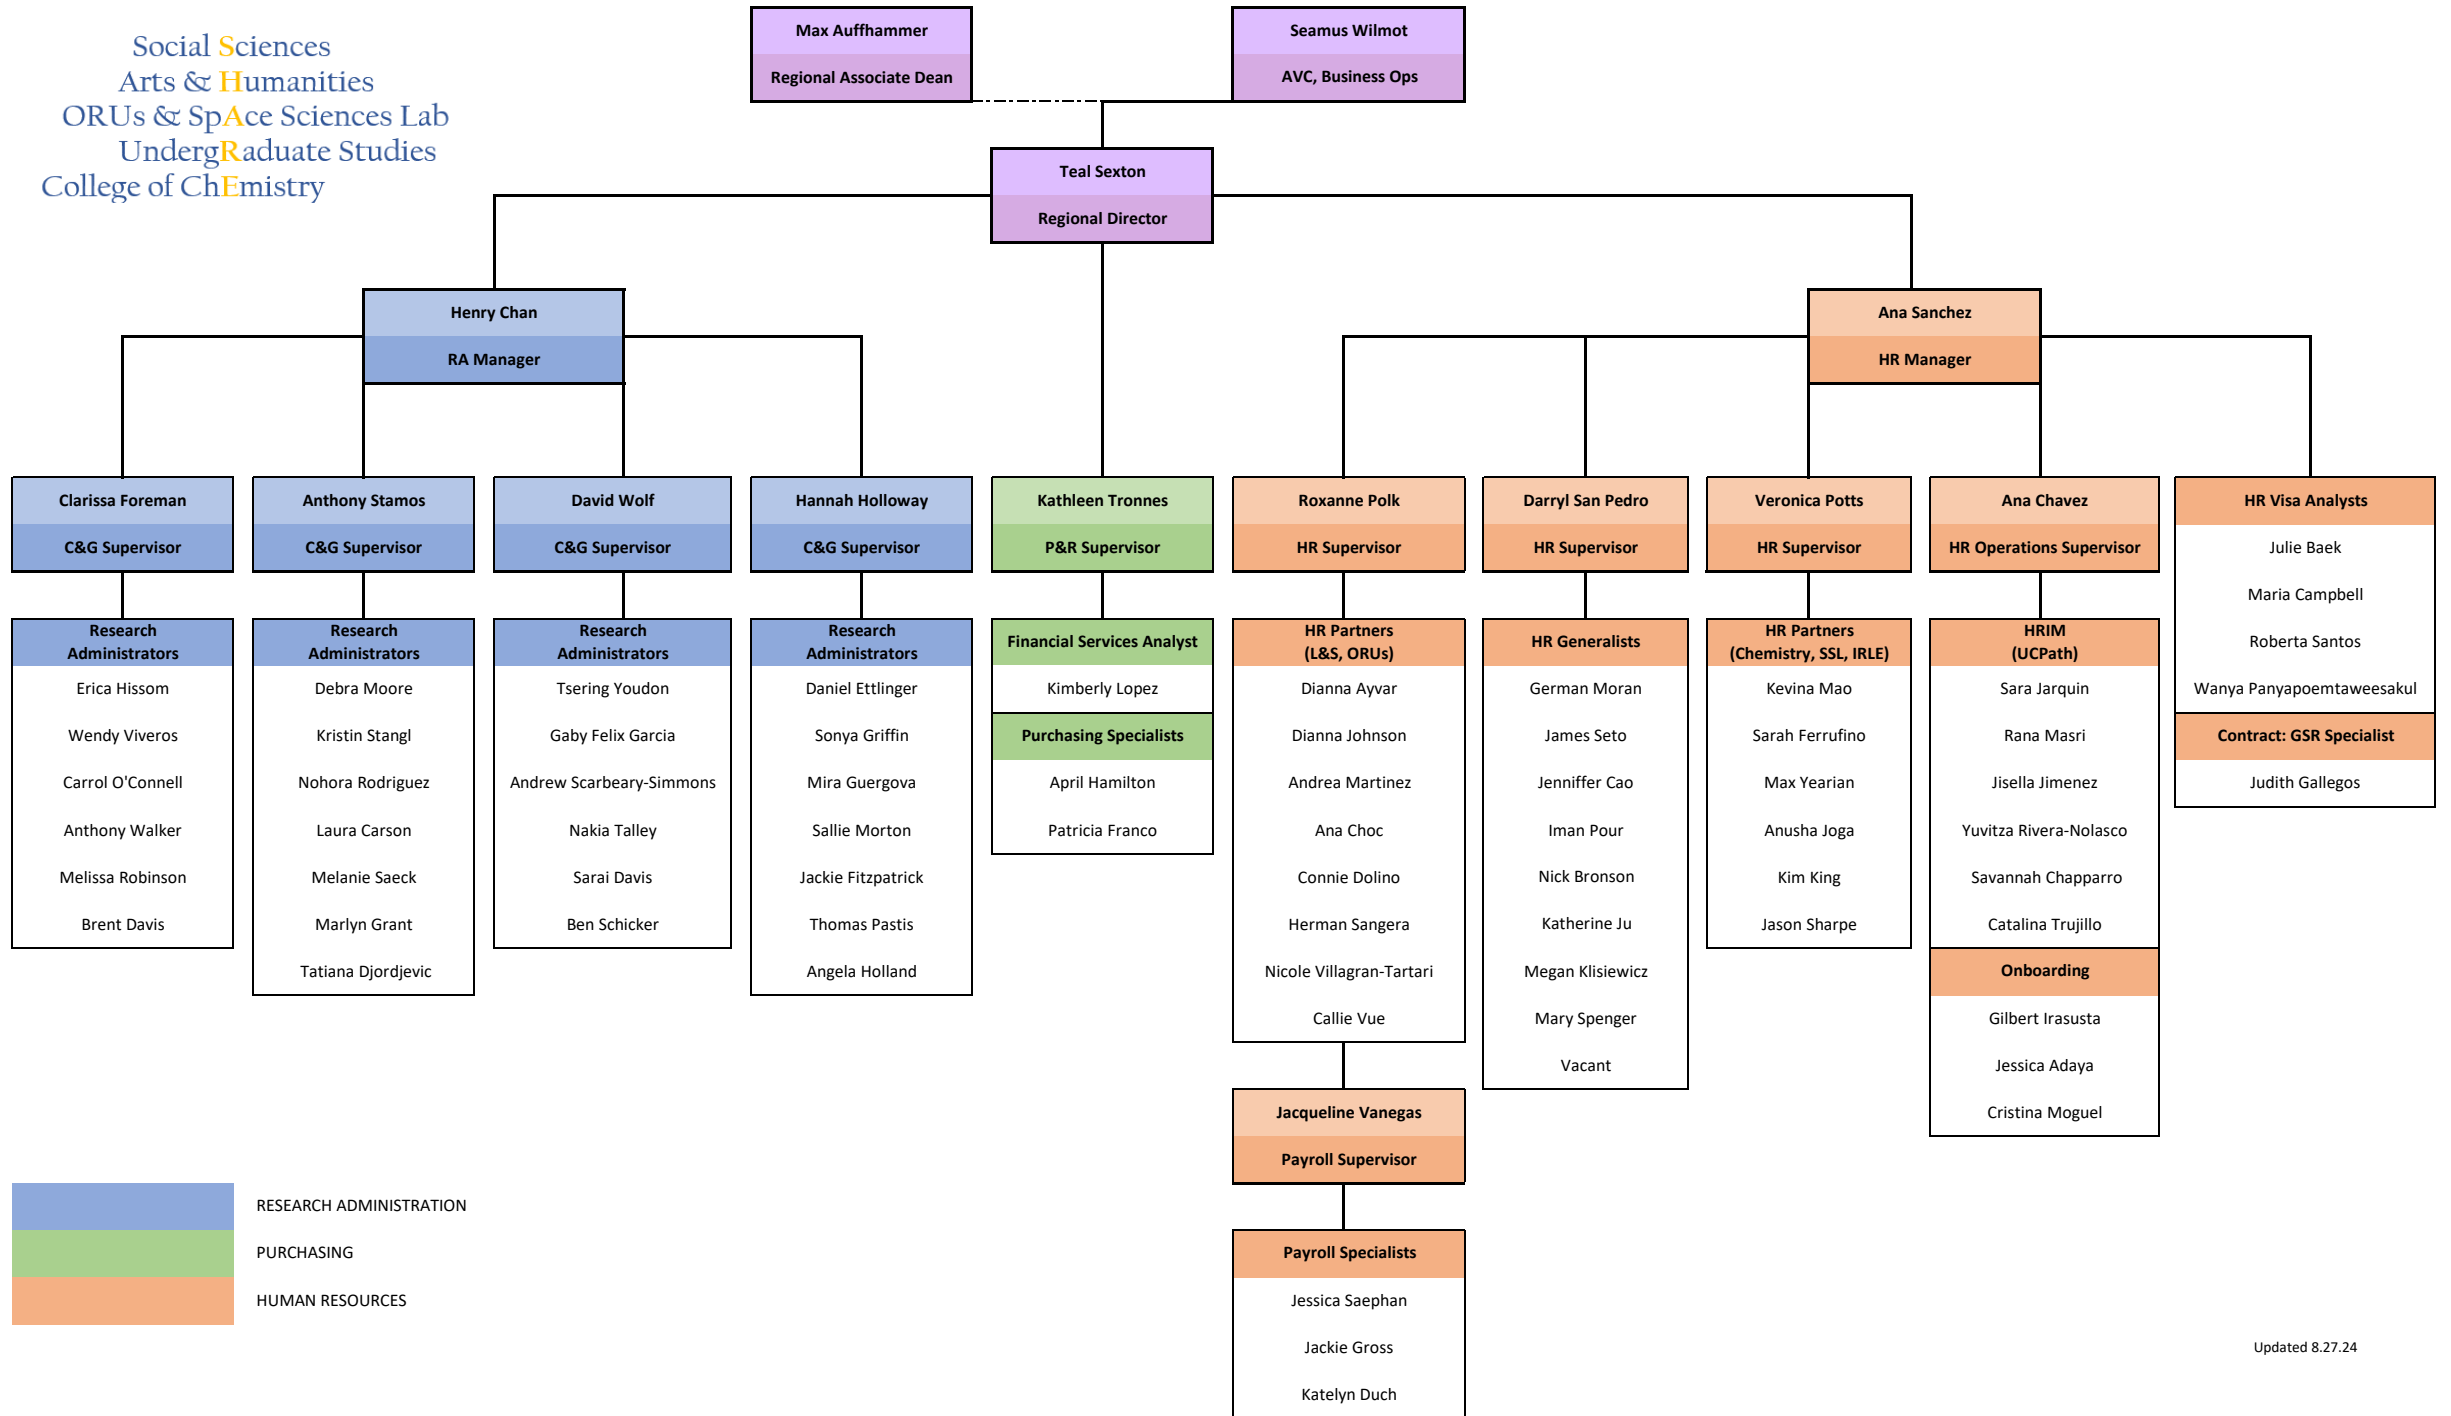 Social Sciences
Arts & Humanities
ORUs & SpAce Sciences Lab
UndergRaduate Studies
College of ChEmistry
Max Auffhammer
Regional Associate Dean
Seamus Wilmot
AVC, Business Ops
Teal Sexton
Regional Director
Henry Chan
RA Manager
Ana Sanchez
HR Manager
Clarissa Foreman
C&G Supervisor
Research
Administrators
Erica Hissom
Wendy Viveros
Carrol O'Connell
Anthony Walker
Melissa Robinson
Brent Davis
Anthony Stamos
C&G Supervisor
Research
Administrators
Debra Moore
Kristin Stangl
Nohora Rodriguez
Laura Carson
Melanie Saeck
Marlyn Grant
Tatiana Djordjevic
David Wolf
C&G Supervisor
Research
Administrators
Tsering Youdon
Gaby Felix Garcia
Andrew Scarbeary-Simmons
Nakia Talley
Sarai Davis
Ben Schicker
Hannah Holloway
C&G Supervisor
Research
Administrators
Daniel Ettlinger
Sonya Griffin
Mira Guergova
Sallie Morton
Jackie Fitzpatrick
Thomas Pastis
Angela Holland
Kathleen Tronnes
P&R Supervisor
Financial Services Analyst
Kimberly Lopez
Purchasing Specialists
April Hamilton
Patricia Franco
Roxanne Polk
HR Supervisor
HR Partners
(L&S, ORUs)
Dianna Ayvar
Dianna Johnson
Andrea Martinez
Ana Choc
Connie Dolino
Herman Sangera
Nicole Villagran-Tartari
Callie Vue
Jacqueline Vanegas
Payroll Supervisor
Payroll Specialists
Jessica Saephan
Jackie Gross
Katelyn Duch
Darryl San Pedro
HR Supervisor
HR Generalists
German Moran
James Seto
Jenniffer Cao
Iman Pour
Nick Bronson
Katherine Ju
Megan Klisiewicz
Mary Spenger
Vacant
Veronica Potts
HR Supervisor
HR Partners
(Chemistry, SSL, IRLE)
Kevina Mao
Sarah Ferrufino
Max Yearian
Anusha Joga
Kim King
Jason Sharpe
Ana Chavez
HR Operations Supervisor
HRIM
(UCPath)
Sara Jarquin
Rana Masri
Jisella Jimenez
Yuvitza Rivera-Nolasco
Savannah Chapparro
Catalina Trujillo
Onboarding
Gilbert Irasusta
Jessica Adaya
Cristina Moguel
HR Visa Analysts
Julie Baek
Maria Campbell
Roberta Santos
Wanya Panyapoemtaweesakul
Contract: GSR Specialist
Judith Gallegos
RESEARCH ADMINISTRATION
PURCHASING
HUMAN RESOURCES
Updated 8.27.24